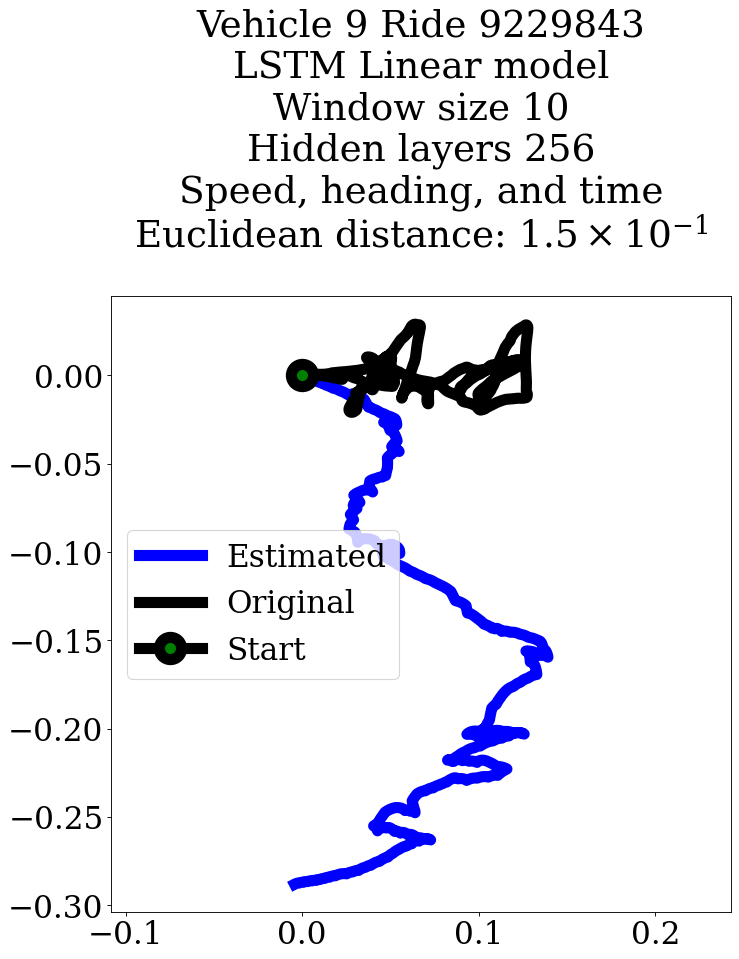 Vehicle 9 Ride 9229843
LSTM Linear model
Window size 10
Hidden layers 256
Speed, heading, and time
Euclidean distance: 1.5 × 10⁻¹
0.00
−0.05
−0.10
−0.15
−0.20
−0.25
−0.30
Estimated
Original
Start
−0.1 0.0 0.1 0.2